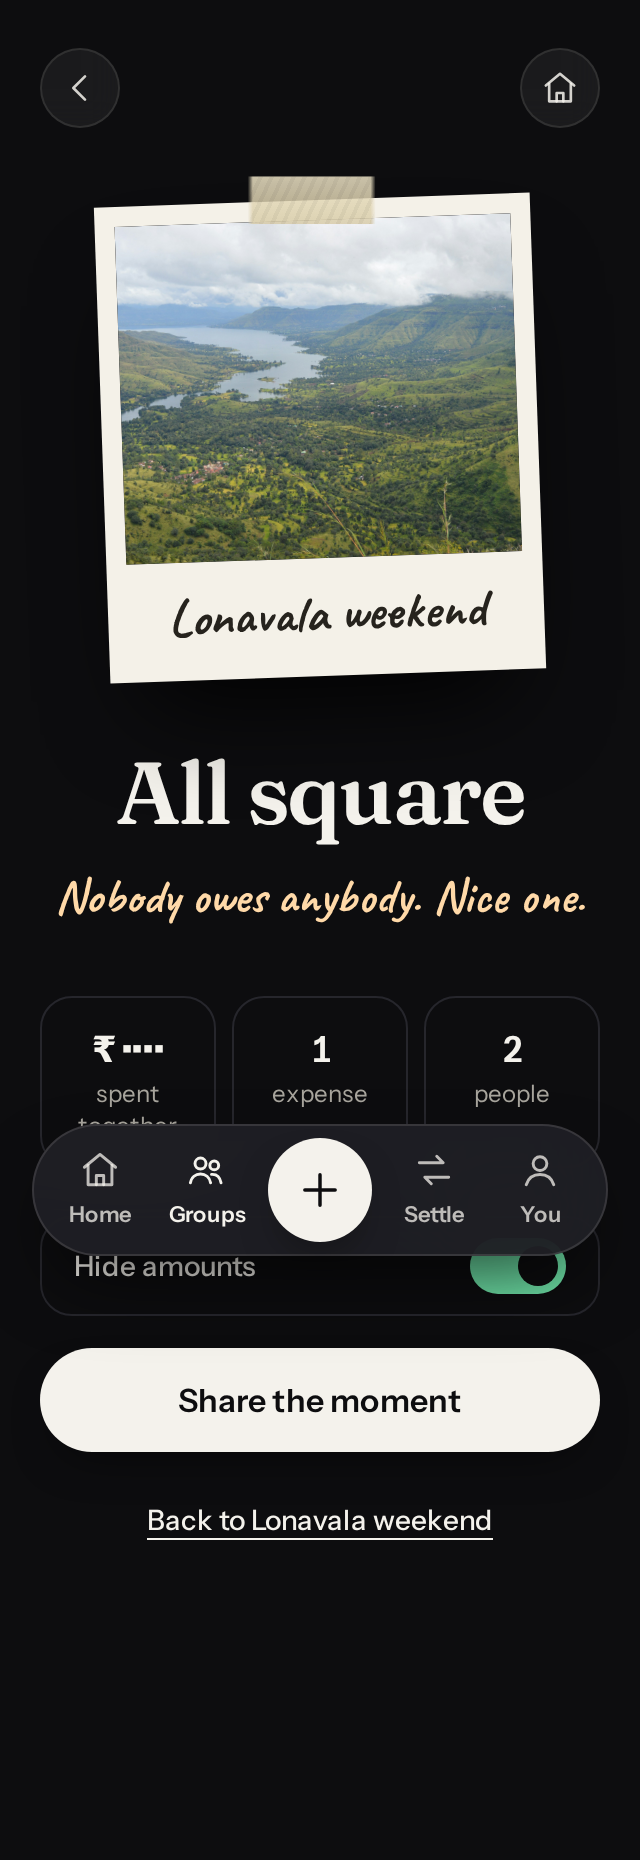 Lonavala weekend
All square
Nobody owes anybody. Nice one.
₹ ····
1
2
spent
expense
people
together
Home
Groups
Settle
You
Hide amounts
Share the moment
Back to Lonavala weekend